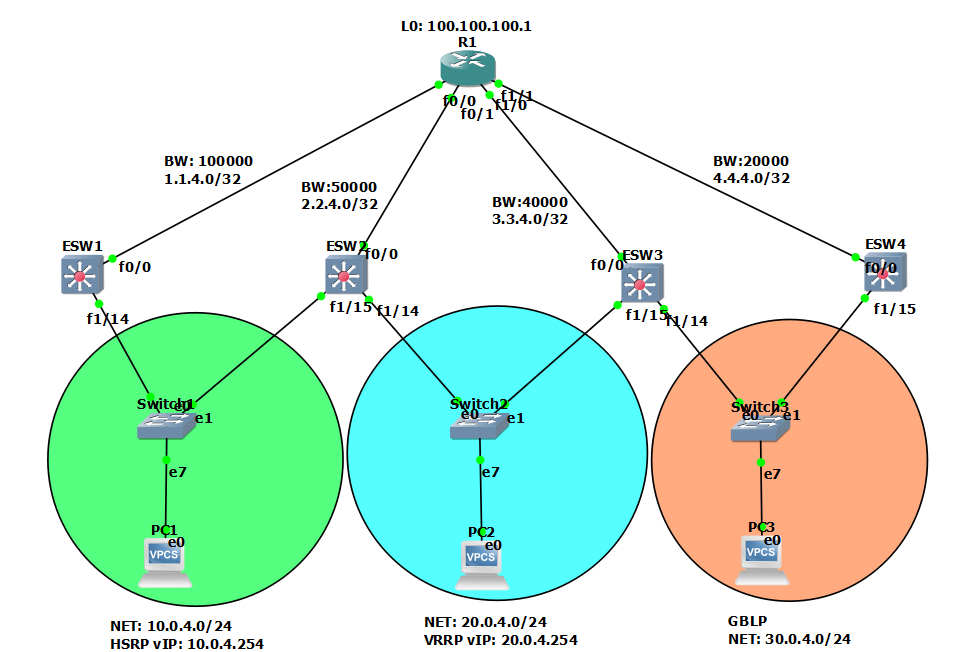 L0: 100.100.100.1
R1
f0/0
f0/1
f1/0
f1/1
BW: 100000
1.1.4.0/32
BW:50000
2.2.4.0/32
BW:40000
3.3.4.0/32
BW:20000
4.4.4.0/32
ESW1
f0/0
f1/14
ESW2
f0/0
f1/15
f1/14
ESW3
f0/0
f1/15
f1/14
ESW4
f0/0
f1/15
Switch1
e0
e1
e7
Switch2
e0
e1
e7
Switch3
e0
e1
e7
PC1
e0
VPCS
PC2
e0
VPCS
PC3
e0
VPCS
NET: 10.0.4.0/24
HSRP vIP: 10.0.4.254
NET: 20.0.4.0/24
VRRP vIP: 20.0.4.254
GBLP
NET: 30.0.4.0/24